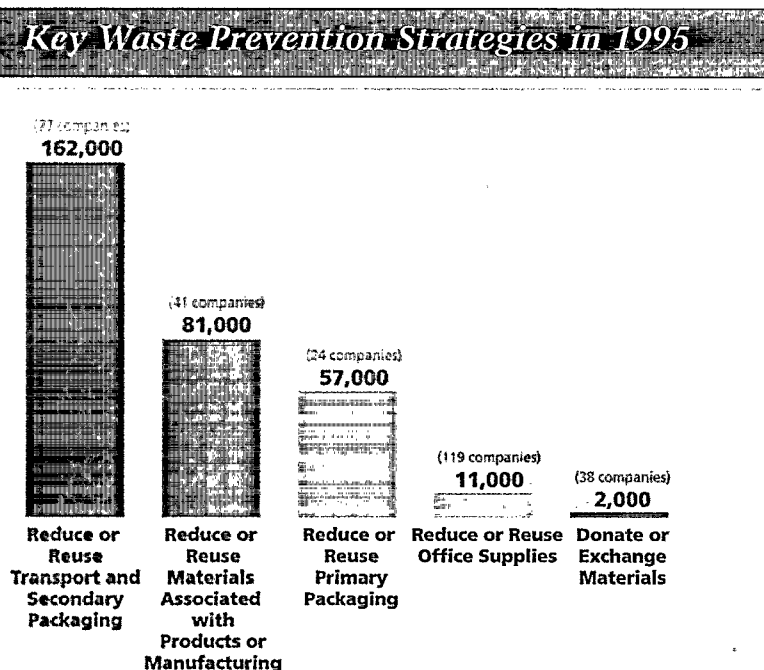 Key Waste Prevention Strategies in 1995
(77 companies)
162,000
(41 companies)
81,000
(24 companies)
57,000
(119 companies)
11,000
(38 companies)
2,000
Reduce or
Reuse
Transport and
Secondary
Packaging
Reduce or
Reuse
Materials
Associated
with
Products or
Manufacturing
Reduce or
Reuse
Primary
Packaging
Reduce or Reuse
Office Supplies
Donate or
Exchange
Materials